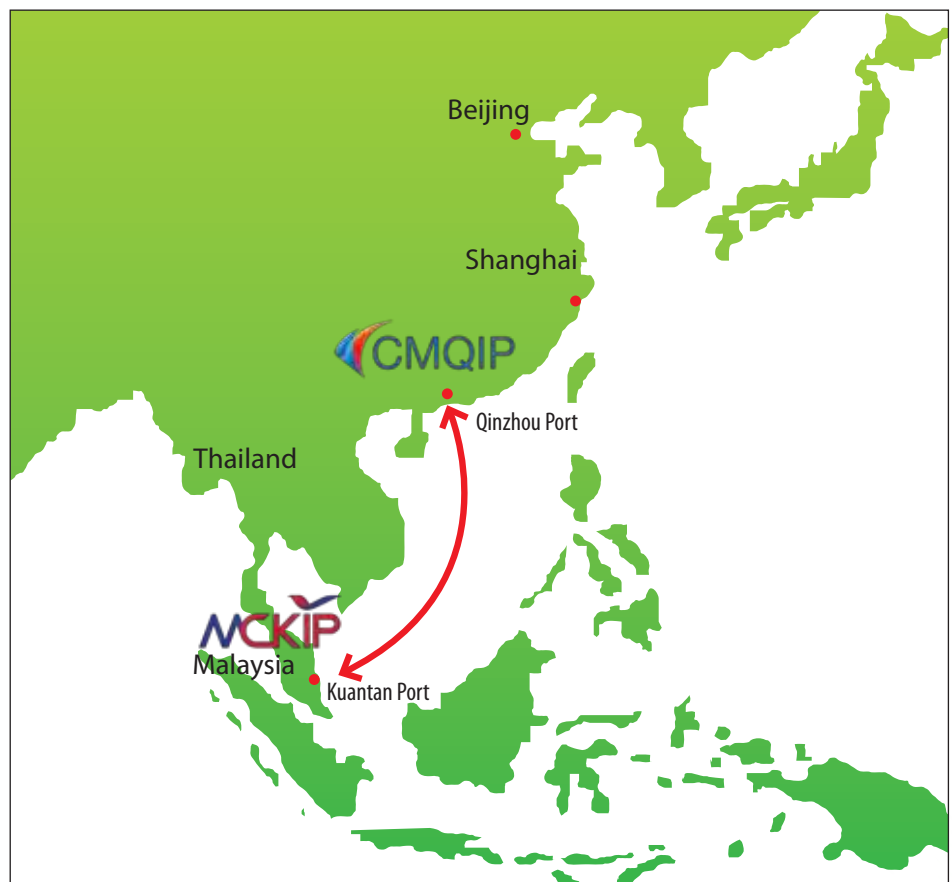 Beijing
Shanghai
CMQIP
Qinzhou Port
Thailand
MCKIP
Malaysia
Kuantan Port